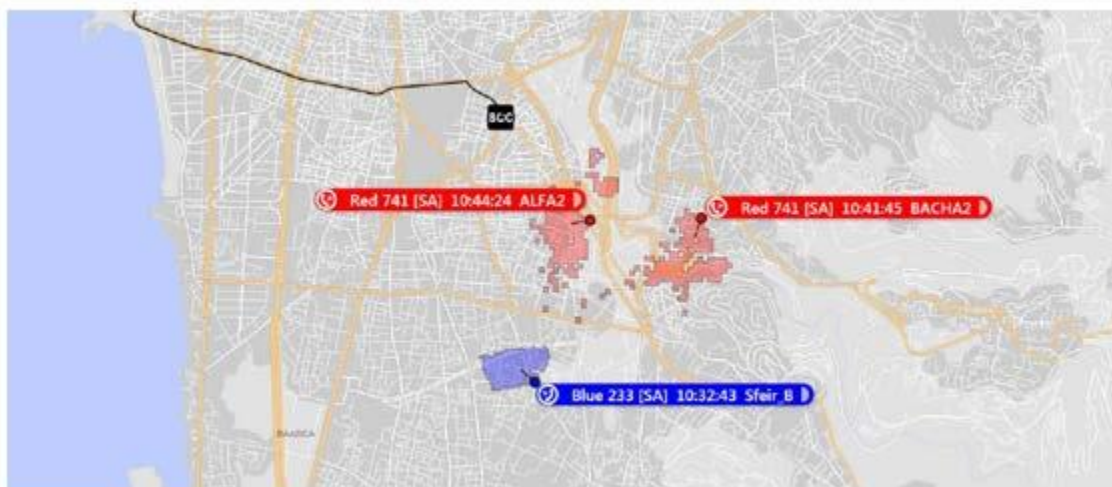 Red 741 [SA] 10:44:24 ALFA2
Red 741 [SA] 10:41:45 BACHA2
Blue 233 [SA] 10:32:43 Sfeir_B